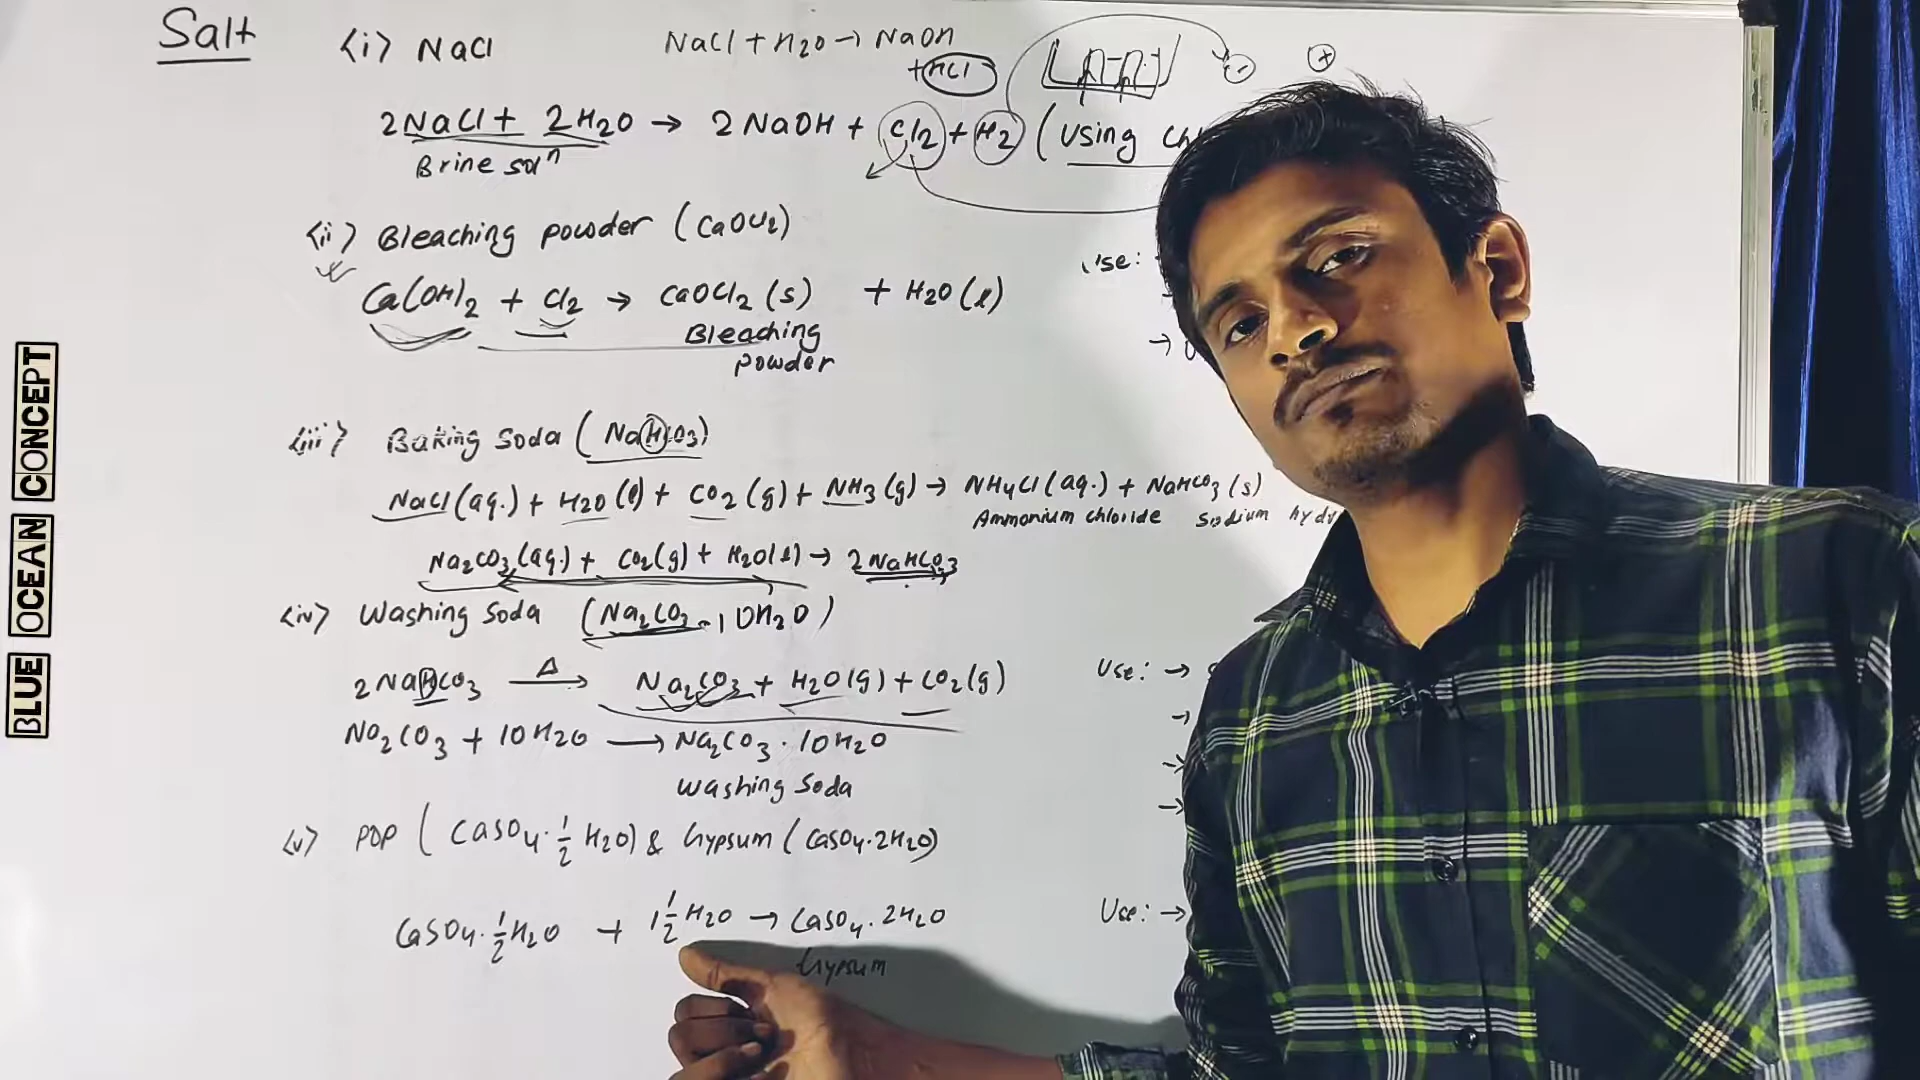 Salt
(i) NaCl
NaCl + H2O → NaOH
+ HCl
2NaCl + 2H2O → 2NaOH + Cl2 + H2 (using
Brine solⁿ
(ii) Bleaching powder (CaOCl2)
Use:
Ca(OH)2 + Cl2 → CaOCl2 (s) + H2O (l)
Bleaching
powder
(iii) Baking soda (NaHCO3)
NaCl (aq.) + H2O (l) + CO2 (g) + NH3 (g) → NH4Cl (aq.) + NaHCO3 (s)
Ammonium chloride Sodium
Na2CO3 (aq.) + CO2 (g) + H2O (l) → 2NaHCO3
(iv) Washing Soda (Na2CO3 . 10H2O)
2NaHCO3 —Δ→ Na2CO3 + H2O (g) + CO2 (g)
Use: →
Na2CO3 + 10H2O → Na2CO3 . 10H2O
Washing Soda
(v) POP (CaSO4 . 1/2 H2O) & Gypsum (CaSO4.2H2O)
CaSO4 . 1/2 H2O + 1 1/2 H2O → CaSO4 . 2H2O
Use: →
Gypsum
BLUE OCEAN CONCEPT